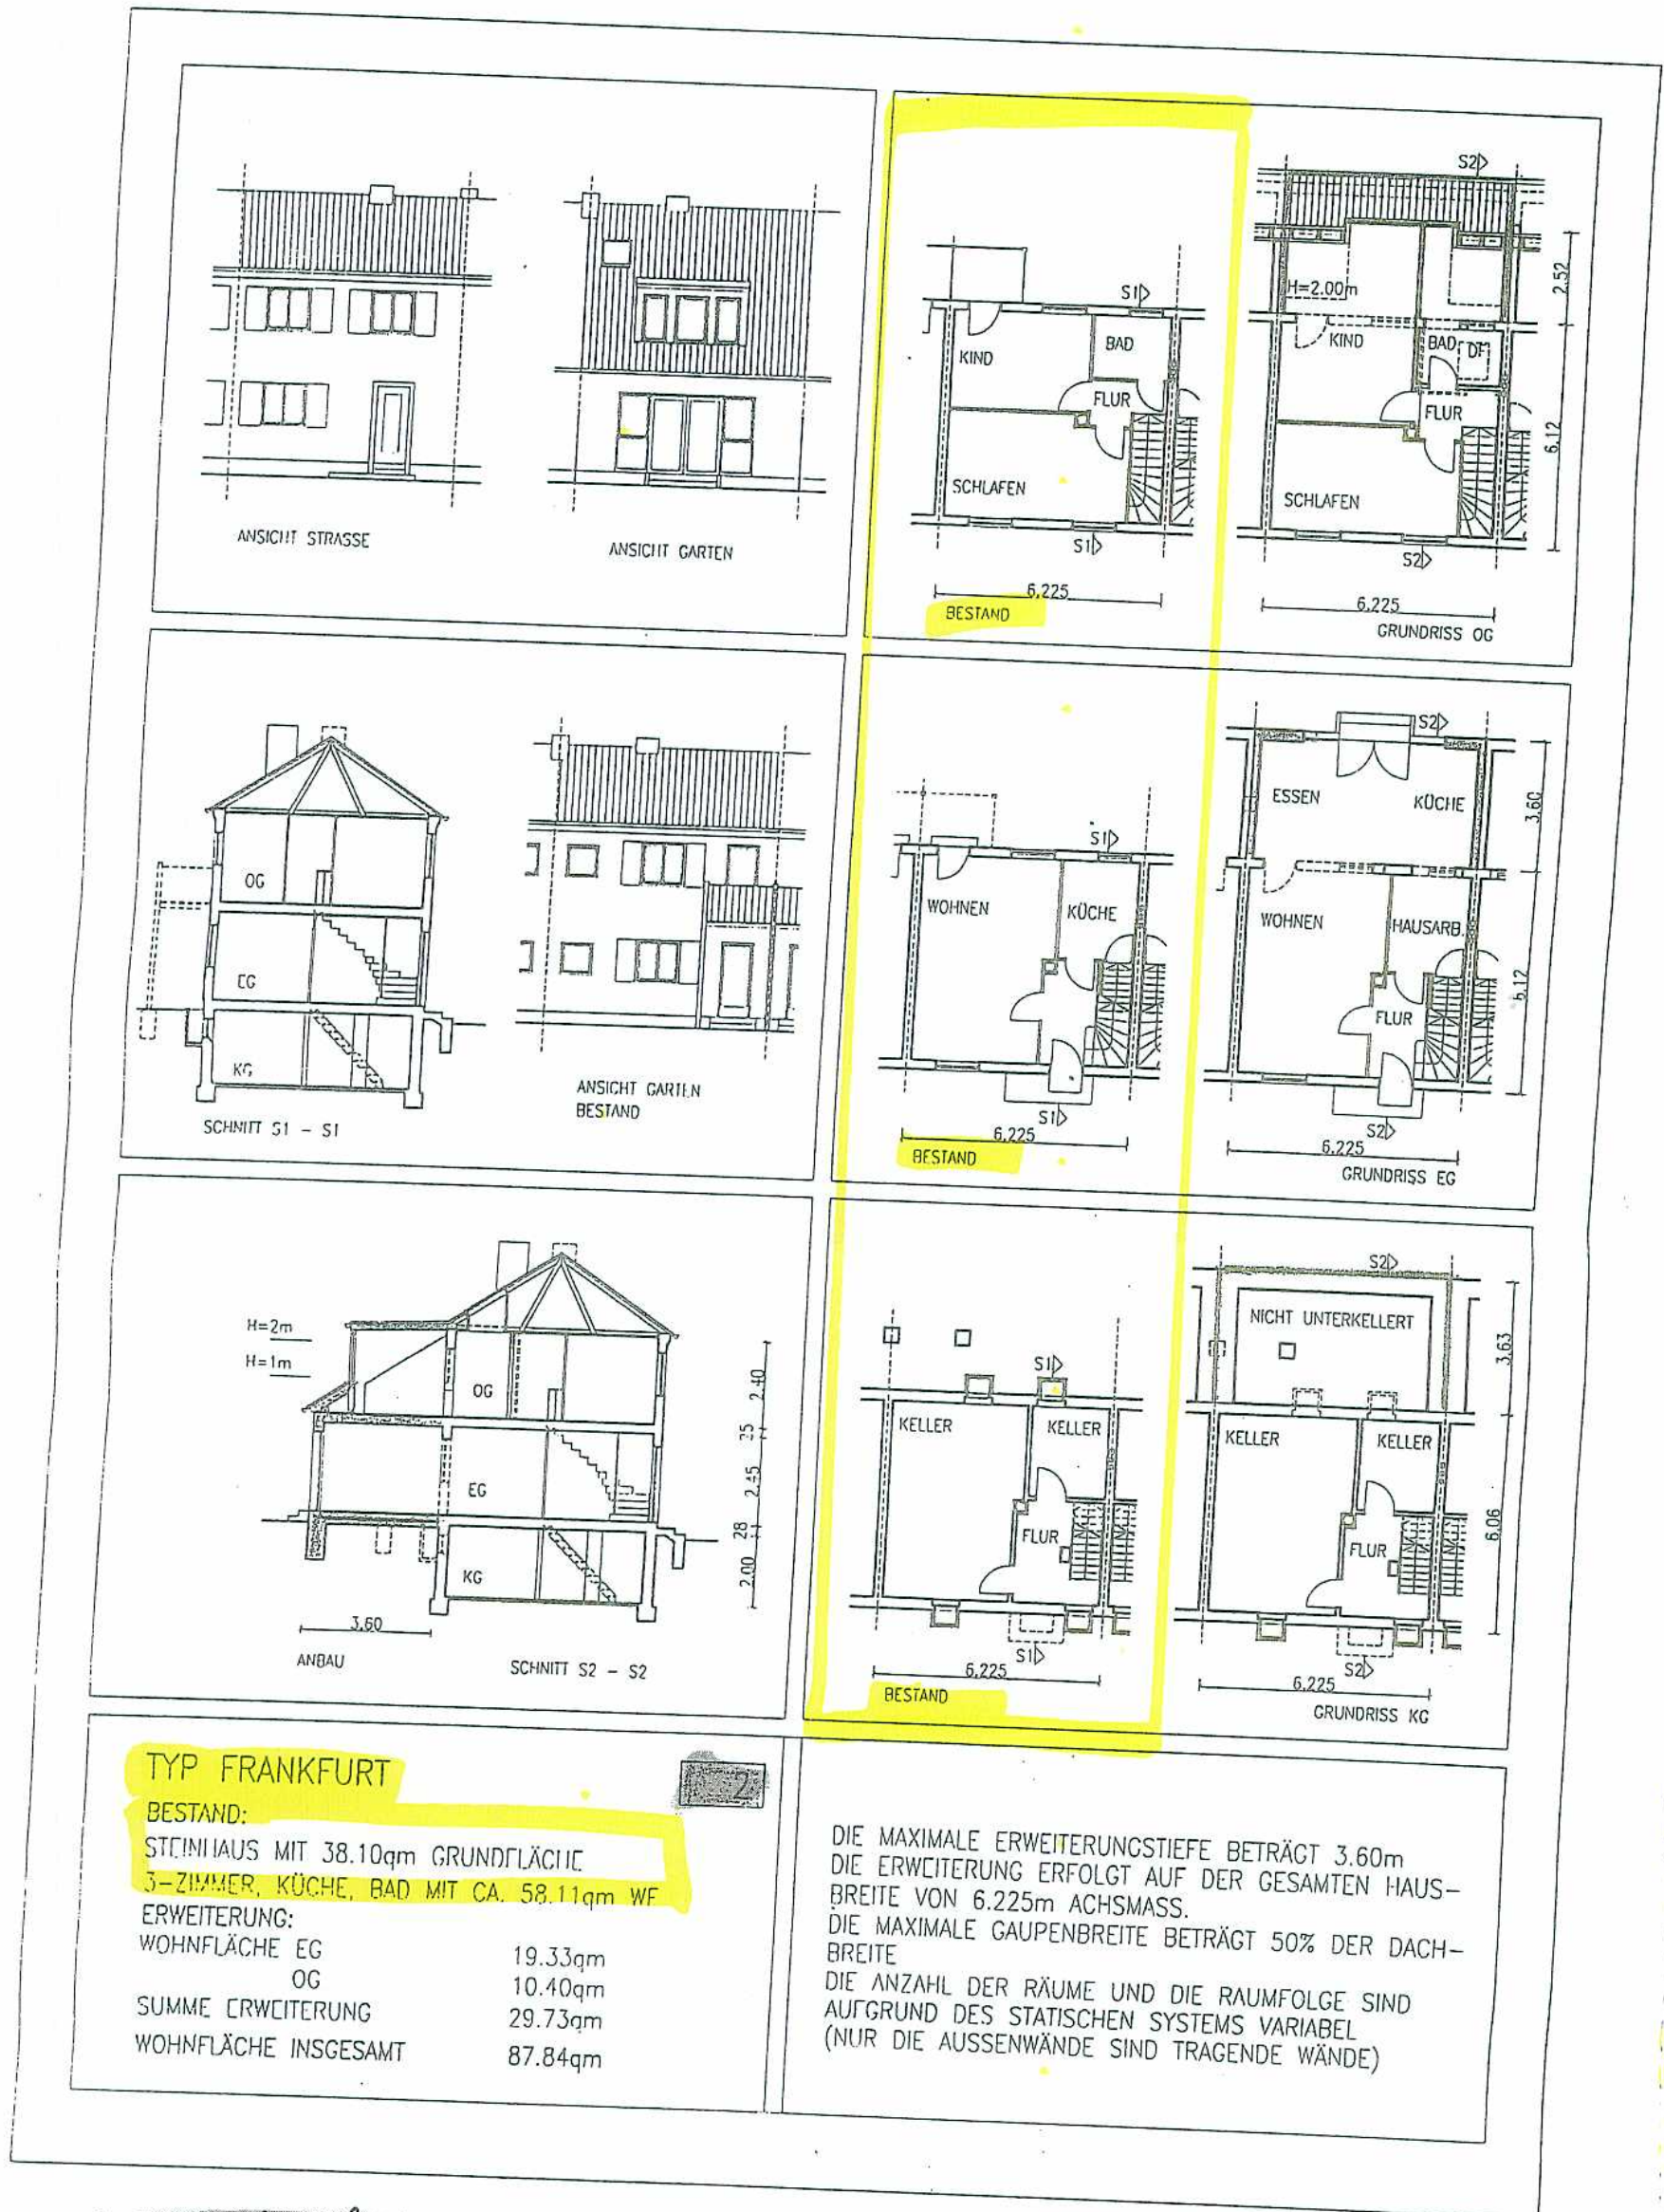 ANSICHT STRASSE
ANSICHT GARTEN
S1
KIND
BAD
FLUR
SCHLAFEN
S1
6.225
BESTAND
S2
H=2.00m
KIND
BAD
DF
FLUR
SCHLAFEN
S2
2.52
6.12
6.225
GRUNDRISS OG
OG
EG
KG
SCHNITT S1 - S1
ANSICHT GARTEN
BESTAND
S1
WOHNEN
KÜCHE
S1
6.225
BESTAND
S2
ESSEN
KÜCHE
WOHNEN
HAUSARB.
FLUR
S2
3.60
6.12
6.225
GRUNDRISS EG
H=2m
H=1m
OG
EG
KG
2.40
25
2.45
28
2.00
3.60
ANBAU
SCHNITT S2 - S2
S1
KELLER
KELLER
FLUR
S1
6.225
BESTAND
S2
NICHT UNTERKELLERT
KELLER
KELLER
FLUR
S2
3.63
6.06
6.225
GRUNDRISS KG
TYP FRANKFURT
2
BESTAND:
STEINHAUS MIT 38.10qm GRUNDFLÄCHE
3-ZIMMER, KÜCHE, BAD MIT CA. 58.11qm WF
ERWEITERUNG:
WOHNFLÄCHE EG 19.33qm
OG 10.40qm
SUMME ERWEITERUNG 29.73qm
WOHNFLÄCHE INSGESAMT 87.84qm
DIE MAXIMALE ERWEITERUNGSTIEFE BETRÄGT 3.60m
DIE ERWEITERUNG ERFOLGT AUF DER GESAMTEN HAUS-
BREITE VON 6.225m ACHSMASS.
DIE MAXIMALE GAUPENBREITE BETRÄGT 50% DER DACH-
BREITE
DIE ANZAHL DER RÄUME UND DIE RAUMFOLGE SIND
AUFGRUND DES STATISCHEN SYSTEMS VARIABEL
(NUR DIE AUSSENWÄNDE SIND TRAGENDE WÄNDE)